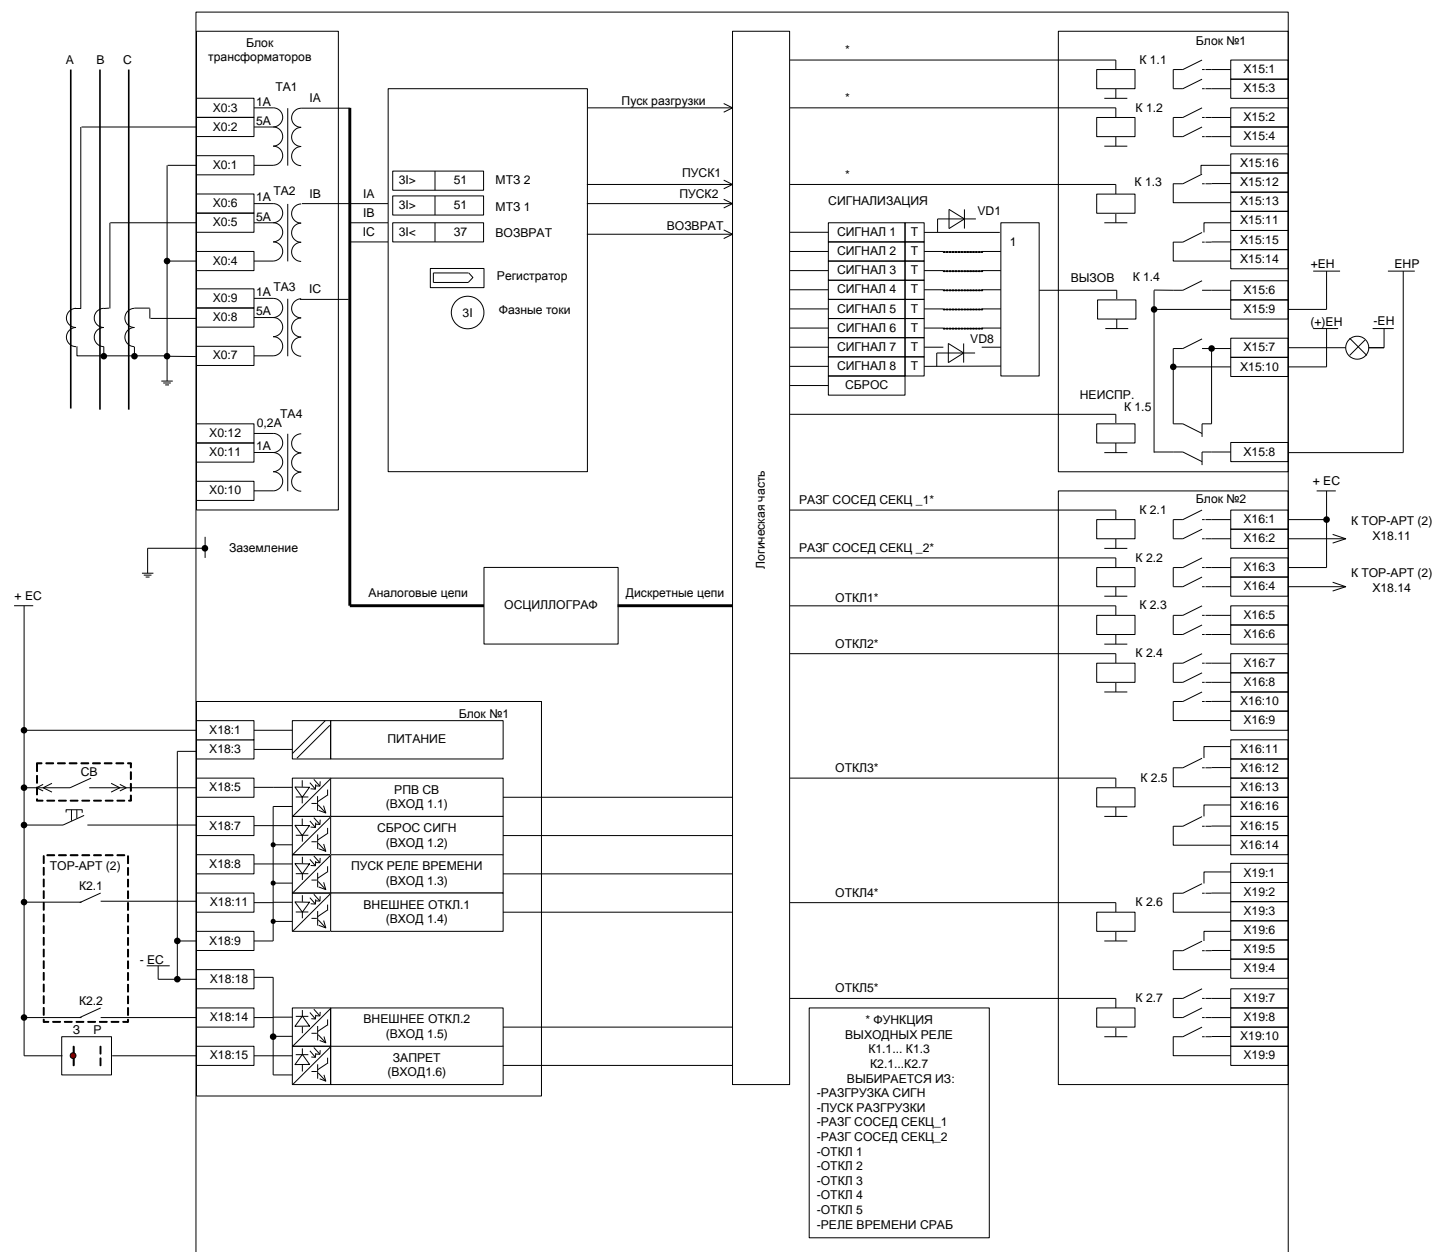 A
B
C
Блок
трансформаторов
X0:3
X0:2
X0:1
1A
5A
TA1
IA
X0:6
X0:5
X0:4
1A
5A
TA2
IB
X0:9
X0:8
X0:7
1A
5A
TA3
IC
X0:12
X0:11
X0:10
0,2A
1A
TA4
Заземление
IA
IB
IC
3I> 51 МТЗ 2
3I> 51 МТЗ 1
3I< 37 ВОЗВРАТ
Регистратор
3I Фазные токи
Пуск разгрузки
ПУСК1
ПУСК2
ВОЗВРАТ
Аналоговые цепи
ОСЦИЛЛОГРАФ
Дискретные цепи
Логическая часть
*
*
*
СИГНАЛИЗАЦИЯ
СИГНАЛ 1 T
СИГНАЛ 2 T
СИГНАЛ 3 T
СИГНАЛ 4 T
СИГНАЛ 5 T
СИГНАЛ 6 T
СИГНАЛ 7 T
СИГНАЛ 8 T
СБРОС
VD1
VD8
1
ВЫЗОВ
НЕИСПР.
Блок №1
К 1.1
X15:1
X15:3
К 1.2
X15:2
X15:4
К 1.3
X15:16
X15:12
X15:13
X15:11
X15:15
X15:14
К 1.4
X15:6
X15:9
X15:7
X15:10
К 1.5
X15:8
+EH
EHP
(+)EH
-EH
РАЗГ СОСЕД СЕКЦ _1*
РАЗГ СОСЕД СЕКЦ _2*
ОТКЛ1*
ОТКЛ2*
ОТКЛ3*
ОТКЛ4*
ОТКЛ5*
Блок №2
+ EC
К 2.1
X16:1
X16:2
К ТОР-АРТ (2)
X18.11
К 2.2
X16:3
X16:4
К ТОР-АРТ (2)
X18.14
К 2.3
X16:5
X16:6
К 2.4
X16:7
X16:8
X16:10
X16:9
К 2.5
X16:11
X16:12
X16:13
X16:16
X16:15
X16:14
К 2.6
X19:1
X19:2
X19:3
X19:6
X19:5
X19:4
К 2.7
X19:7
X19:8
X19:10
X19:9
+ EC
Блок №1
X18:1
X18:3
ПИТАНИЕ
СВ
X18:5
РПВ СВ
(ВХОД 1.1)
X18:7
СБРОС СИГН
(ВХОД 1.2)
X18:8
ПУСК РЕЛЕ ВРЕМЕНИ
(ВХОД 1.3)
ТОР-АРТ (2)
К2.1
X18:11
ВНЕШНЕЕ ОТКЛ.1
(ВХОД 1.4)
X18:9
- EC
X18:18
К2.2
X18:14
ВНЕШНЕЕ ОТКЛ.2
(ВХОД 1.5)
З Р
X18:15
ЗАПРЕТ
(ВХОД1.6)
* ФУНКЦИЯ
ВЫХОДНЫХ РЕЛЕ
К1.1... К1.3
К2.1...К2.7
ВЫБИРАЕТСЯ ИЗ:
-РАЗГРУЗКА СИГН
-ПУСК РАЗГРУЗКИ
-РАЗГ СОСЕД СЕКЦ_1
-РАЗГ СОСЕД СЕКЦ_2
-ОТКЛ 1
-ОТКЛ 2
-ОТКЛ 3
-ОТКЛ 4
-ОТКЛ 5
-РЕЛЕ ВРЕМЕНИ СРАБ